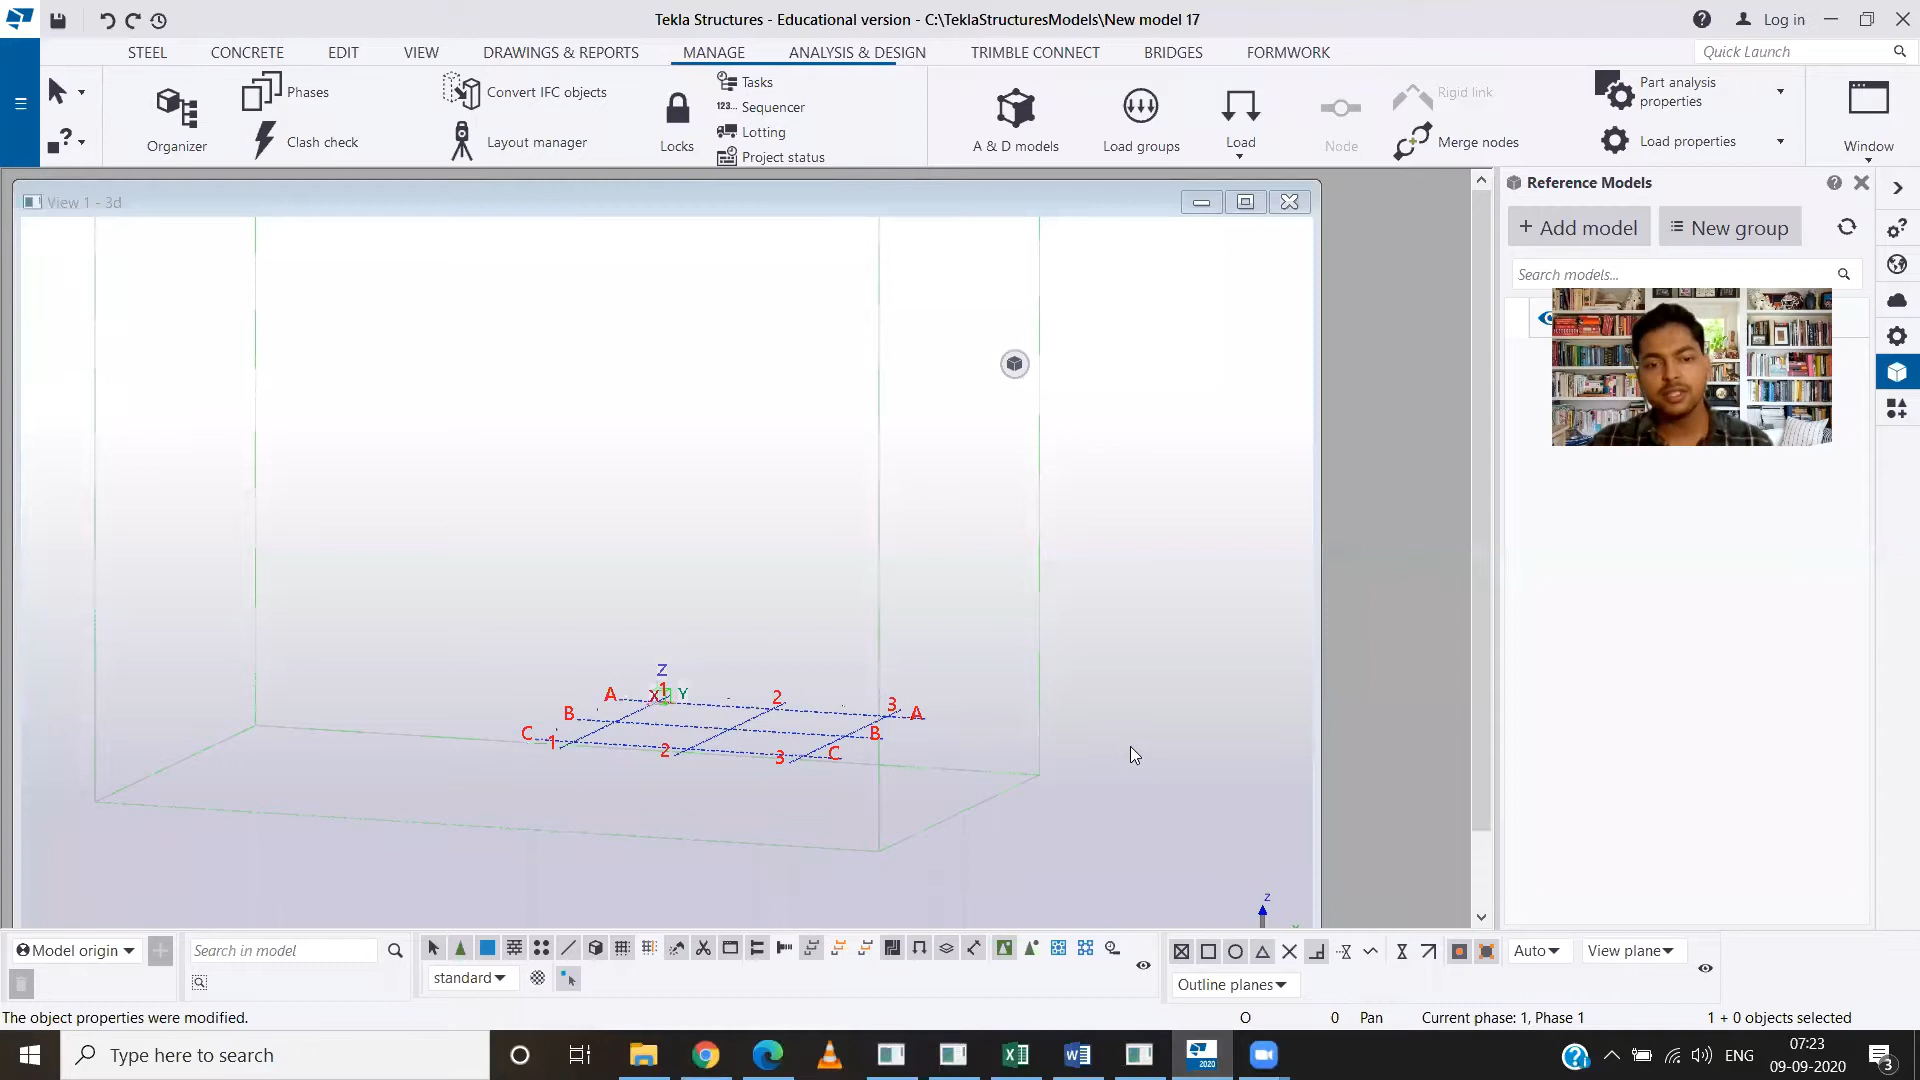 Tekla Structures - Educational version - C:\TeklaStructuresModels\New model 17
Log in
STEEL CONCRETE EDIT VIEW DRAWINGS & REPORTS MANAGE ANALYSIS & DESIGN TRIMBLE CONNECT BRIDGES FORMWORK
Quick Launch
Organizer
Phases
Clash check
Convert IFC objects
Layout manager
Locks
Tasks
123... Sequencer
Lotting
Project status
A & D models
Load groups
Load
Node
Rigid link
Merge nodes
Part analysis
properties
Load properties
Window
View 1 - 3d
Reference Models
+ Add model
New group
Search models...
Z
A X 1 Y 2 3 A
B B
C 1 2 3 C
z
Model origin
Search in model
standard
Auto
View plane
Outline planes
The object properties were modified.
O 0 Pan Current phase: 1, Phase 1 1 + 0 objects selected
Type here to search
2020
ENG
07:23
09-09-2020
3